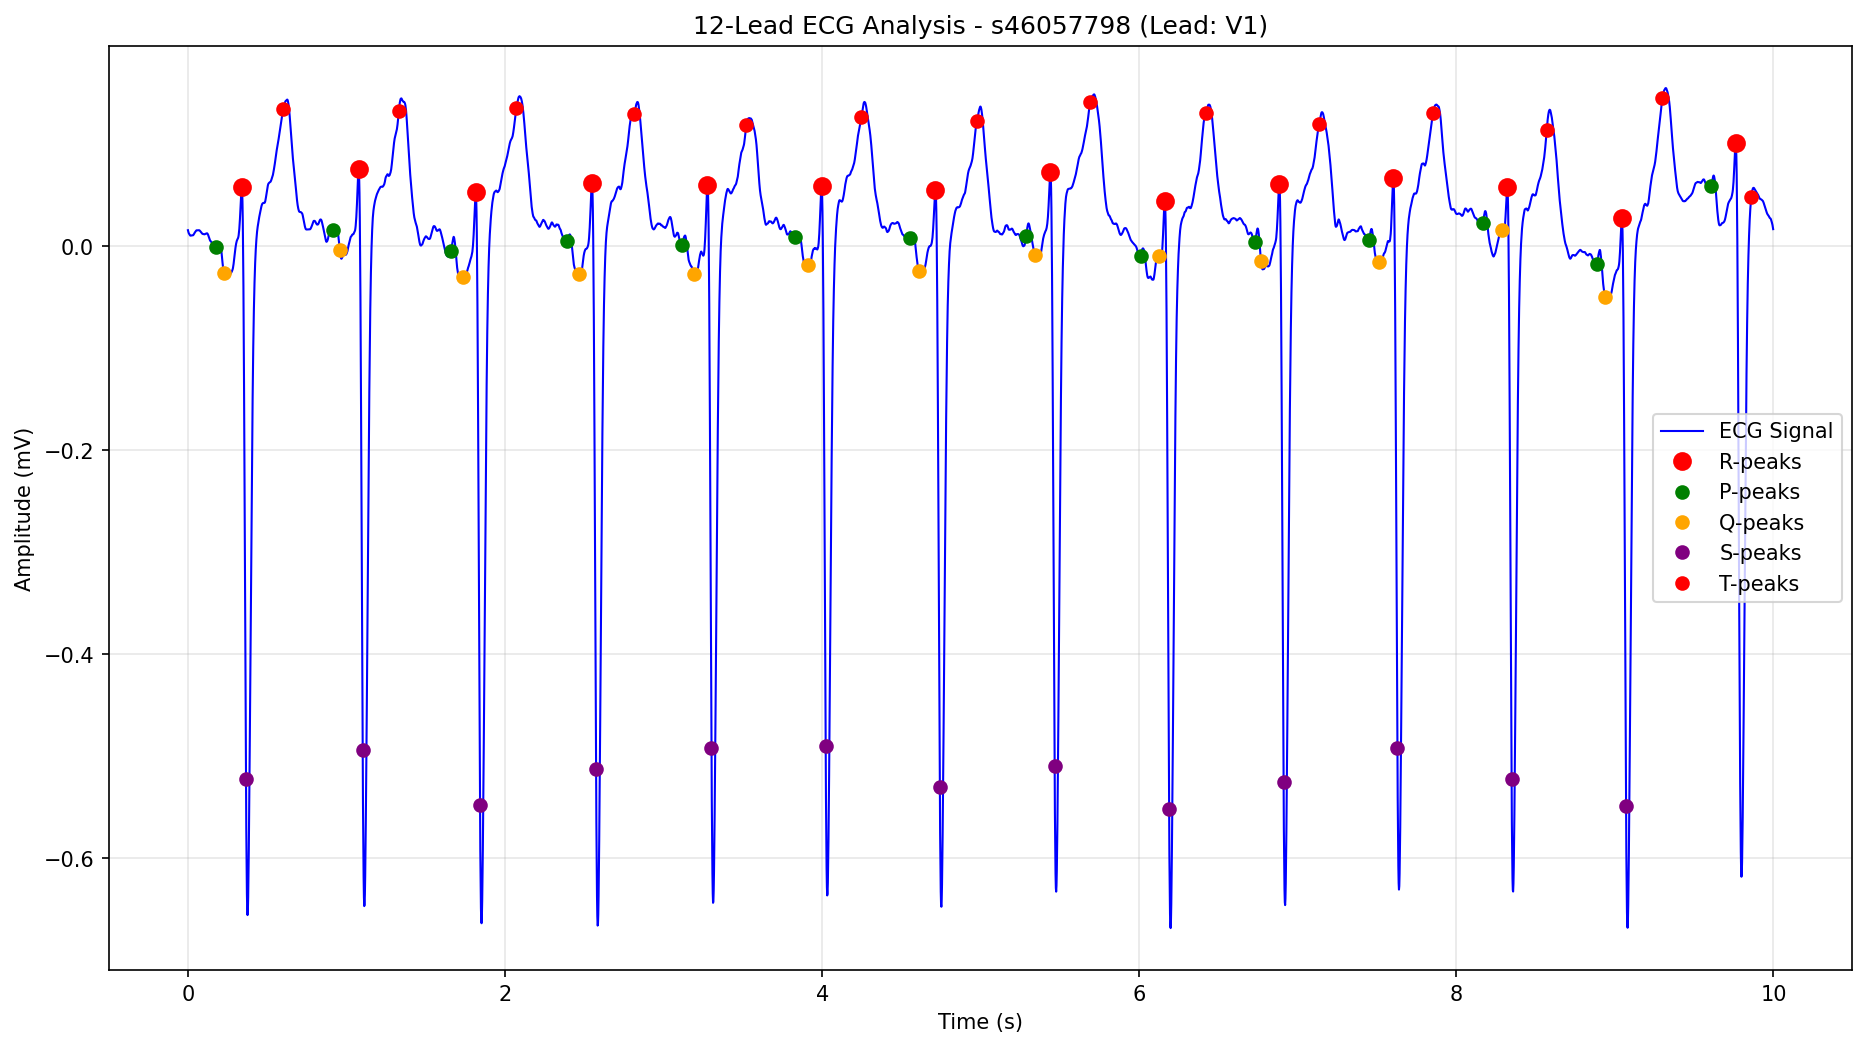 12-Lead ECG Analysis - s46057798 (Lead: V1)
Amplitude (mV)
0.0
−0.2
−0.4
−0.6
ECG Signal
R-peaks
P-peaks
Q-peaks
S-peaks
T-peaks
0 2 4 6 8 10
Time (s)